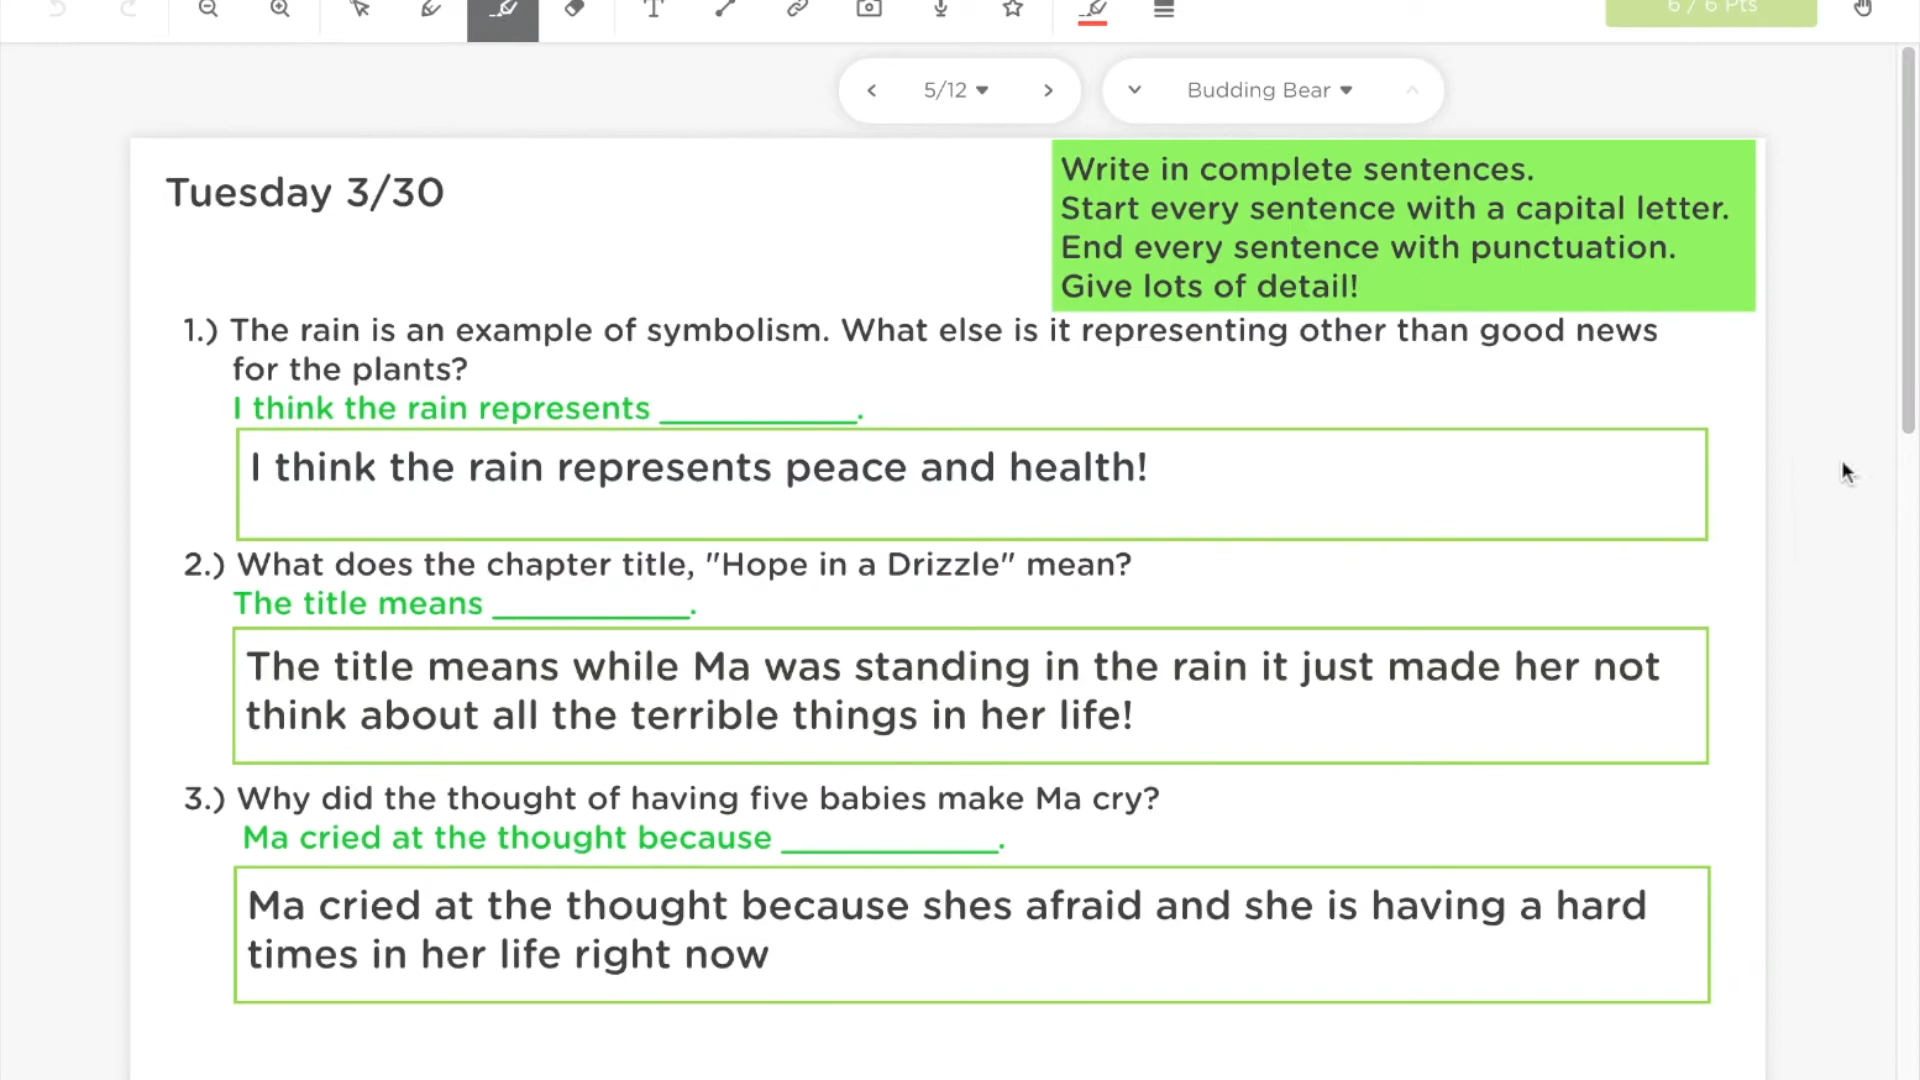 6 / 6 Pts
5/12
Budding Bear
Tuesday 3/30
Write in complete sentences.
Start every sentence with a capital letter.
End every sentence with punctuation.
Give lots of detail!
1.) The rain is an example of symbolism. What else is it representing other than good news
for the plants?
I think the rain represents ___________.
I think the rain represents peace and health!
2.) What does the chapter title, "Hope in a Drizzle" mean?
The title means ___________.
The title means while Ma was standing in the rain it just made her not
think about all the terrible things in her life!
3.) Why did the thought of having five babies make Ma cry?
Ma cried at the thought because ____________.
Ma cried at the thought because shes afraid and she is having a hard
times in her life right now